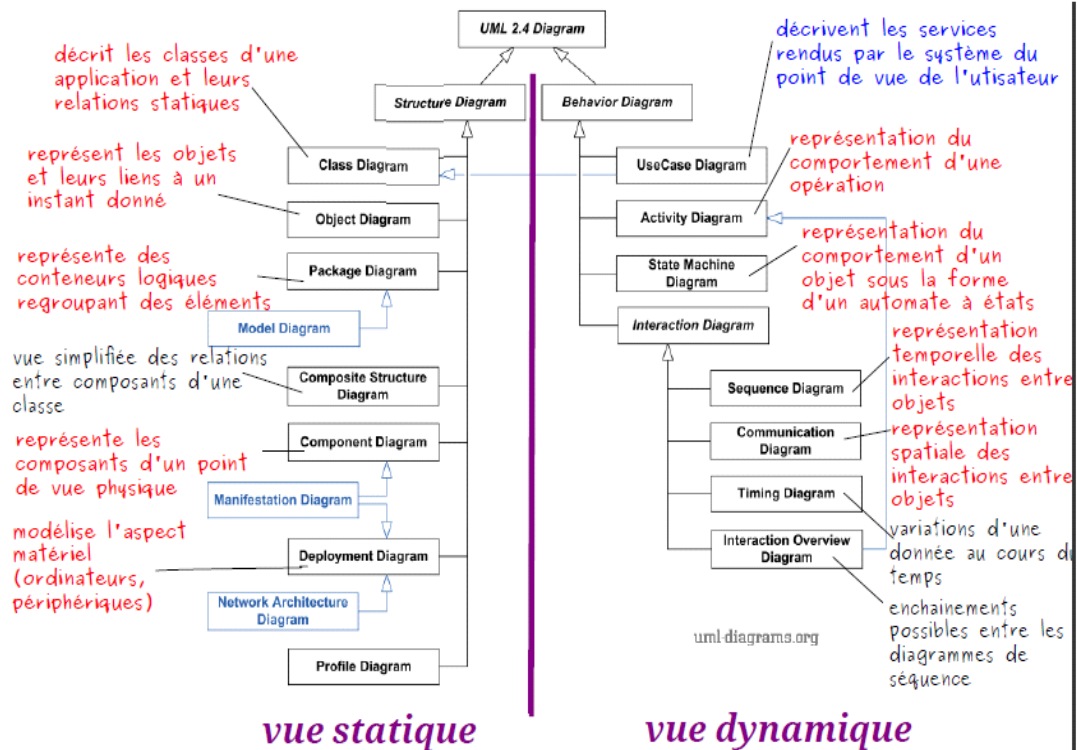 UML 2.4 Diagram
décrivent les services
rendus par le système du
point de vue de l'utisateur
décrit les classes d'une
application et leurs
relations statiques
Structure Diagram
Behavior Diagram
Class Diagram
UseCase Diagram
représentation du
comportement d'une
opération
représent les objets
et leurs liens à un
instant donné
Object Diagram
Activity Diagram
représente des
conteneurs logiques
regroupant des éléments
Package Diagram
State Machine
Diagram
représentation du
comportement d'un
objet sous la forme
d'un automate à états
Model Diagram
Interaction Diagram
vue simplifiée des relations
entre composants d'une
classe
Composite Structure
Diagram
Sequence Diagram
représentation
temporelle des
interactions entre
objets
représente les
composants d'un point
de vue physique
Component Diagram
Communication
Diagram
représentation
spatiale des
interactions entre
objets
Manifestation Diagram
Timing Diagram
variations d'une
donnée au cours du
temps
modélise l'aspect
matériel
(ordinateurs,
périphériques)
Deployment Diagram
Interaction Overview
Diagram
Network Architecture
Diagram
enchainements
possibles entre les
diagrammes de
séquence
uml-diagrams.org
Profile Diagram
vue statique
vue dynamique